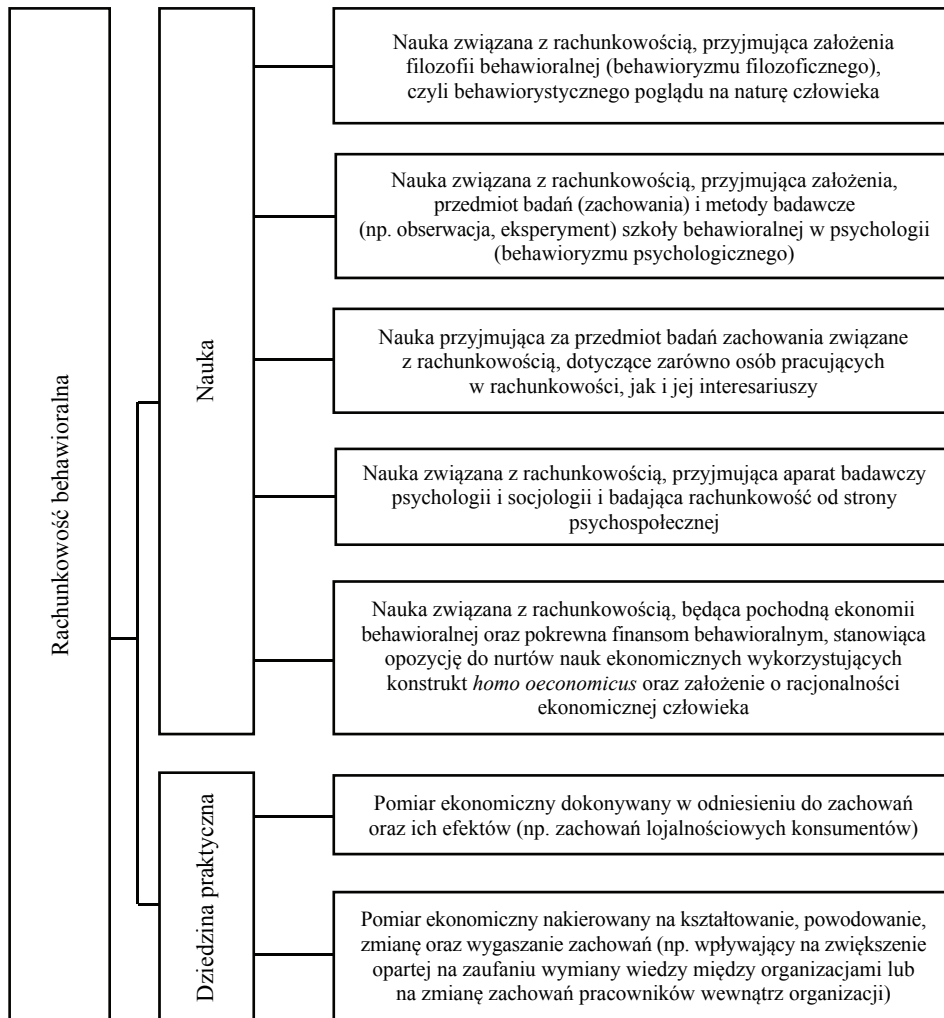 Rachunkowość behawioralna
Nauka
Nauka związana z rachunkowością, przyjmująca założenia
filozofii behawioralnej (behawioryzmu filozoficznego),
czyli behawiorystycznego poglądu na naturę człowieka
Nauka związana z rachunkowością, przyjmująca założenia,
przedmiot badań (zachowania) i metody badawcze
(np. obserwacja, eksperyment) szkoły behawioralnej w psychologii
(behawioryzmu psychologicznego)
Nauka przyjmująca za przedmiot badań zachowania związane
z rachunkowością, dotyczące zarówno osób pracujących
w rachunkowości, jak i jej interesariuszy
Nauka związana z rachunkowością, przyjmująca aparat badawczy
psychologii i socjologii i badająca rachunkowość od strony
psychospołecznej
Nauka związana z rachunkowością, będąca pochodną ekonomii
behawioralnej oraz pokrewna finansom behawioralnym, stanowiąca
opozycję do nurtów nauk ekonomicznych wykorzystujących
konstrukt homo oeconomicus oraz założenie o racjonalności
ekonomicznej człowieka
Dziedzina praktyczna
Pomiar ekonomiczny dokonywany w odniesieniu do zachowań
oraz ich efektów (np. zachowań lojalnościowych konsumentów)
Pomiar ekonomiczny nakierowany na kształtowanie, powodowanie,
zmianę oraz wygaszanie zachowań (np. wpływający na zwiększenie
opartej na zaufaniu wymiany wiedzy między organizacjami lub
na zmianę zachowań pracowników wewnątrz organizacji)